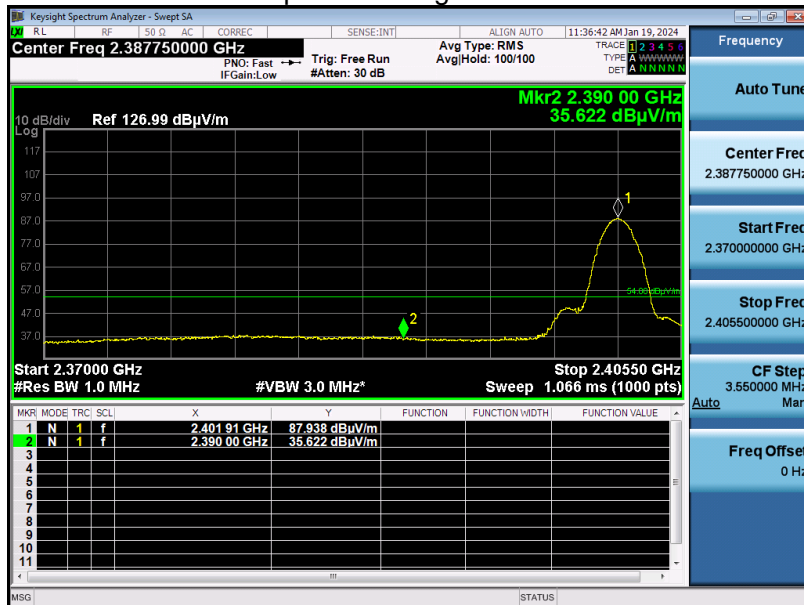 Keysight Spectrum Analyzer - Swept SA
LXI RL RF 50 Ω AC CORREC SENSE:INT ALIGN AUTO 11:36:42 AM Jan 19, 2024
Center Freq 2.387750000 GHz
PNO: Fast
IFGain:Low
Trig: Free Run
#Atten: 30 dB
Avg Type: RMS
Avg|Hold: 100/100
TRACE 1 2 3 4 5 6
TYPE A WWWWW
DET A N N N N N
Mkr2 2.390 00 GHz
35.622 dBµV/m
10 dB/div Ref 126.99 dBµV/m
Log
117
107
97.0
87.0
77.0
67.0
57.0
47.0
37.0
1
2
54.00 dBµV/m
Start 2.37000 GHz Stop 2.40550 GHz
#Res BW 1.0 MHz #VBW 3.0 MHz* Sweep 1.066 ms (1000 pts)
MKR MODE TRC SCL X Y FUNCTION FUNCTION WIDTH FUNCTION VALUE
1 N 1 f 2.401 91 GHz 87.938 dBµV/m
2 N 1 f 2.390 00 GHz 35.622 dBµV/m
3
4
5
6
7
8
9
10
11
MSG STATUS
Frequency
Auto Tune
Center Freq
2.387750000 GHz
Start Freq
2.370000000 GHz
Stop Freq
2.405500000 GHz
CF Step
3.550000 MHz
Auto Man
Freq Offset
0 Hz